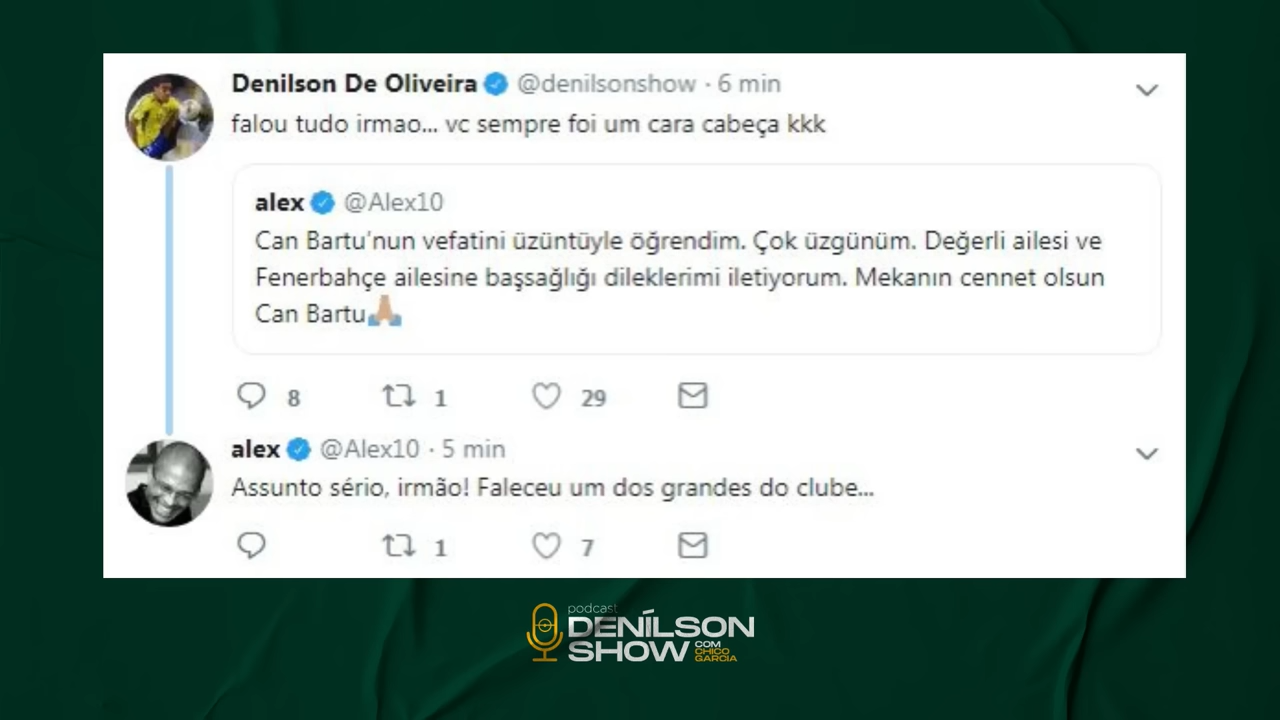 Denilson De Oliveira @denilsonshow · 6 min
falou tudo irmao... vc sempre foi um cara cabeça kkk
alex @Alex10
Can Bartu'nun vefatini üzüntüyle öğrendim. Çok üzgünüm. Değerli ailesi ve
Fenerbahçe ailesine başsağlığı dileklerimi iletiyorum. Mekanın cennet olsun
Can Bartu🙏🏼
8 1 29
alex @Alex10 · 5 min
Assunto sério, irmão! Faleceu um dos grandes do clube...
1 7
podcast
DENÍLSON
SHOW COM
CHICO
GARCIA